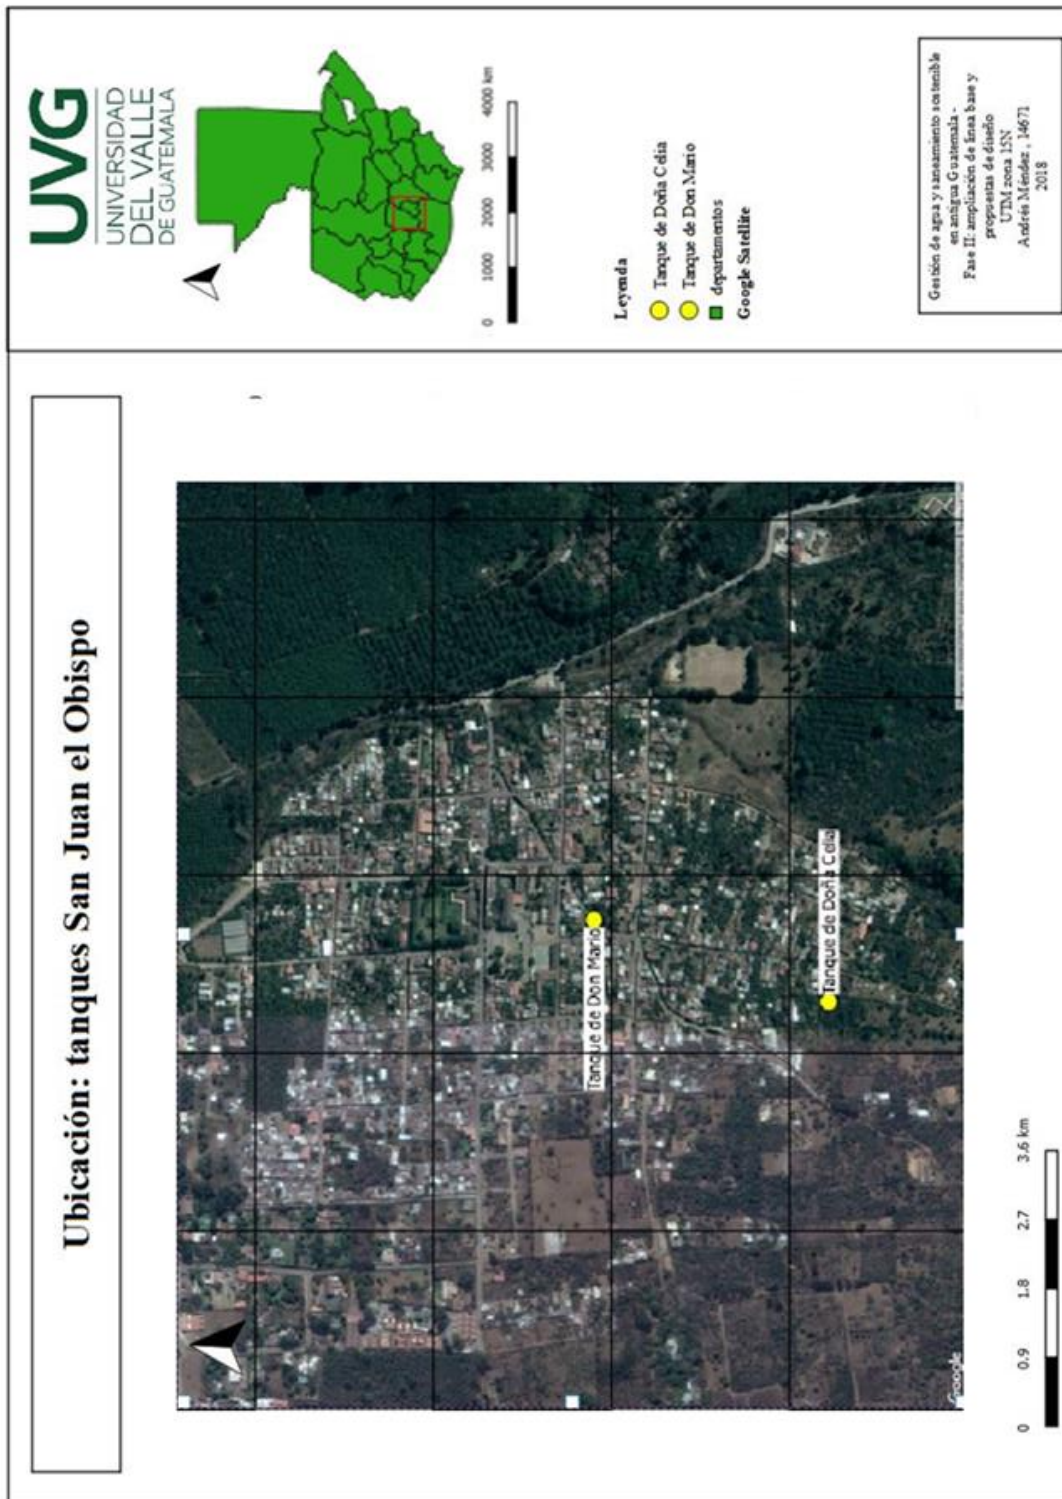 Ubicación: tanques San Juan el Obispo
Tanque de Don Mario
Tanque de Doña Celia
Google
0 0.9 1.8 2.7 3.6 km
UVG
UNIVERSIDAD
DEL VALLE
DE GUATEMALA
0 1000 2000 3000 4000 km
Leyenda
Tanque de Doña Celia
Tanque de Don Mario
departamentos
Google Satellite
Gestión de agua y saneamiento sostenible
en antigua Guatemala -
Fase II: ampliación de línea base y
propuestas de diseño
UTM zona 15N
Andrés Méndez , 14671
2018